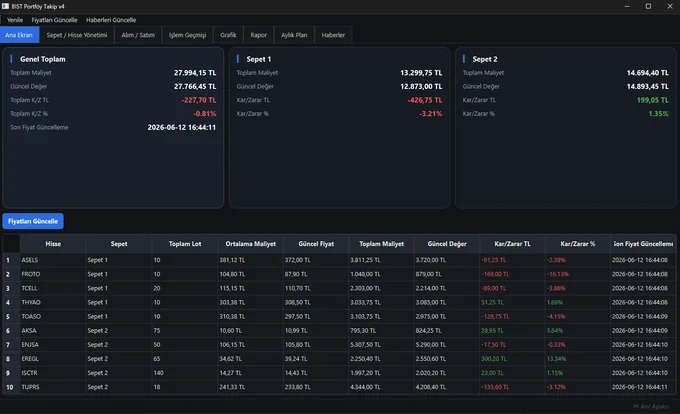 BIST Portföy Takip v4
Yenile Fiyatları Güncelle Haberleri Güncelle
Ana Ekran Sepet / Hisse Yönetimi Alım / Satım İşlem Geçmişi Grafik Rapor Aylık Plan Haberler
Genel Toplam
Toplam Maliyet 27.994,15 TL
Güncel Değer 27.766,45 TL
Toplam K/Z TL -227,70 TL
Toplam K/Z % -0.81%
Son Fiyat Güncelleme 2026-06-12 16:44:11
Sepet 1
Toplam Maliyet 13.299,75 TL
Güncel Değer 12.873,00 TL
Kar/Zarar TL -426,75 TL
Kar/Zarar % -3.21%
Sepet 2
Toplam Maliyet 14.694,40 TL
Güncel Değer 14.893,45 TL
Kar/Zarar TL 199,05 TL
Kar/Zarar % 1.35%
Fiyatları Güncelle
Hisse Sepet Toplam Lot Ortalama Maliyet Güncel Fiyat Toplam Maliyet Güncel Değer Kar/Zarar TL Kar/Zarar % Son Fiyat Güncelleme
1 ASELS Sepet 1 10 381,12 TL 372,00 TL 3.811,25 TL 3.720,00 TL -91,25 TL -2.39% 2026-06-12 16:44:08
2 FROTO Sepet 1 10 104,80 TL 87,90 TL 1.048,00 TL 879,00 TL -169,00 TL -16.13% 2026-06-12 16:44:08
3 TCELL Sepet 1 20 115,15 TL 110,70 TL 2.303,00 TL 2.214,00 TL -89,00 TL -3.86% 2026-06-12 16:44:08
4 THYAO Sepet 1 10 303,38 TL 308,50 TL 3.033,75 TL 3.085,00 TL 51,25 TL 1.69% 2026-06-12 16:44:08
5 TOASO Sepet 1 10 310,38 TL 297,50 TL 3.103,75 TL 2.975,00 TL -128,75 TL -4.15% 2026-06-12 16:44:09
6 AKSA Sepet 2 75 10,60 TL 10,99 TL 795,30 TL 824,25 TL 28,95 TL 3.64% 2026-06-12 16:44:09
7 ENJSA Sepet 2 50 106,15 TL 105,80 TL 5.307,50 TL 5.290,00 TL -17,50 TL -0.33% 2026-06-12 16:44:10
8 EREGL Sepet 2 65 34,62 TL 39,24 TL 2.250,40 TL 2.550,60 TL 300,20 TL 13.34% 2026-06-12 16:44:10
9 ISCTR Sepet 2 140 14,27 TL 14,43 TL 1.997,20 TL 2.020,20 TL 23,00 TL 1.15% 2026-06-12 16:44:10
10 TUPRS Sepet 2 18 241,33 TL 233,80 TL 4.344,00 TL 4.208,40 TL -135,60 TL -3.12% 2026-06-12 16:44:11